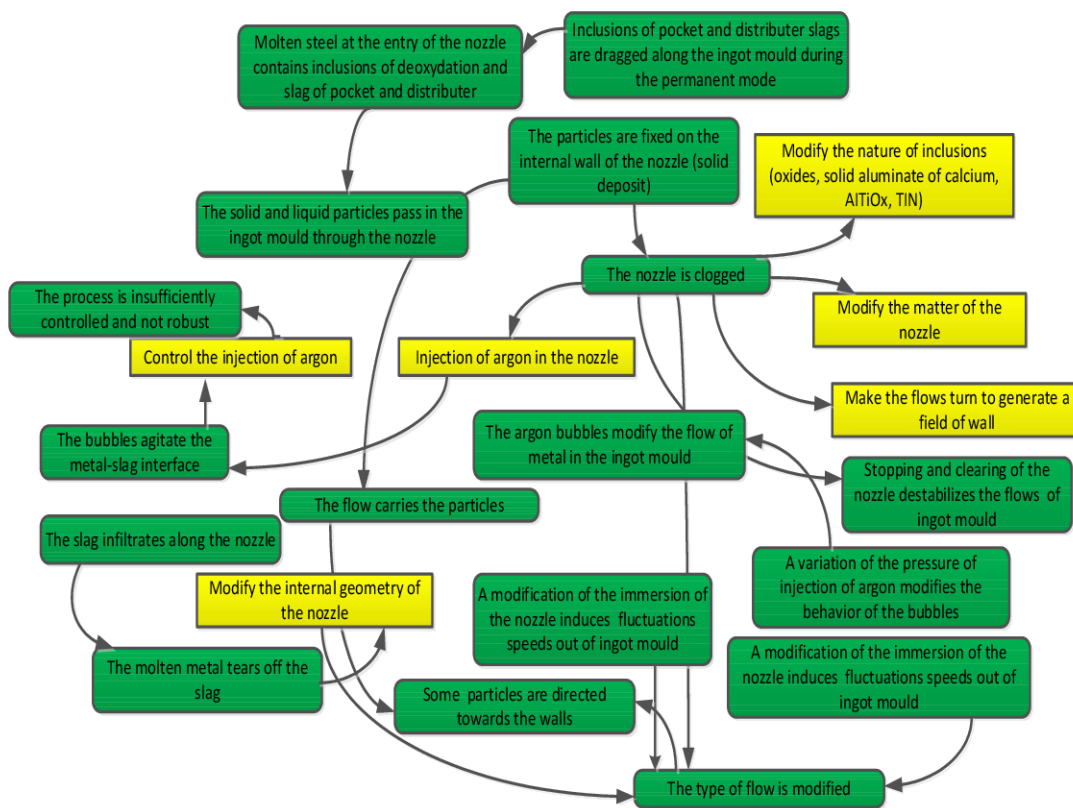 Molten steel at the entry of the nozzle
contains inclusions of deoxydation and
slag of pocket and distributer
Inclusions of pocket and distributer slags
are dragged along the ingot mould during
the permanent mode
The particles are fixed on the
internal wall of the nozzle (solid
deposit)
Modify the nature of inclusions
(oxides, solid aluminate of calcium,
AlTiOx, TIN)
The solid and liquid particles pass in the
ingot mould through the nozzle
The nozzle is clogged
The process is insufficiently
controlled and not robust
Modify the matter of the
nozzle
Control the injection of argon
Injection of argon in the nozzle
Make the flows turn to generate a
field of wall
The bubbles agitate the
metal-slag interface
The argon bubbles modify the flow of
metal in the ingot mould
Stopping and clearing of the
nozzle destabilizes the flows of
ingot mould
The flow carries the particles
The slag infiltrates along the nozzle
A variation of the pressure of
injection of argon modifies the
behavior of the bubbles
Modify the internal geometry of
the nozzle
A modification of the immersion of
the nozzle induces fluctuations
speeds out of ingot mould
The molten metal tears off the
slag
A modification of the immersion of the
nozzle induces fluctuations speeds out of
ingot mould
Some particles are directed
towards the walls
The type of flow is modified